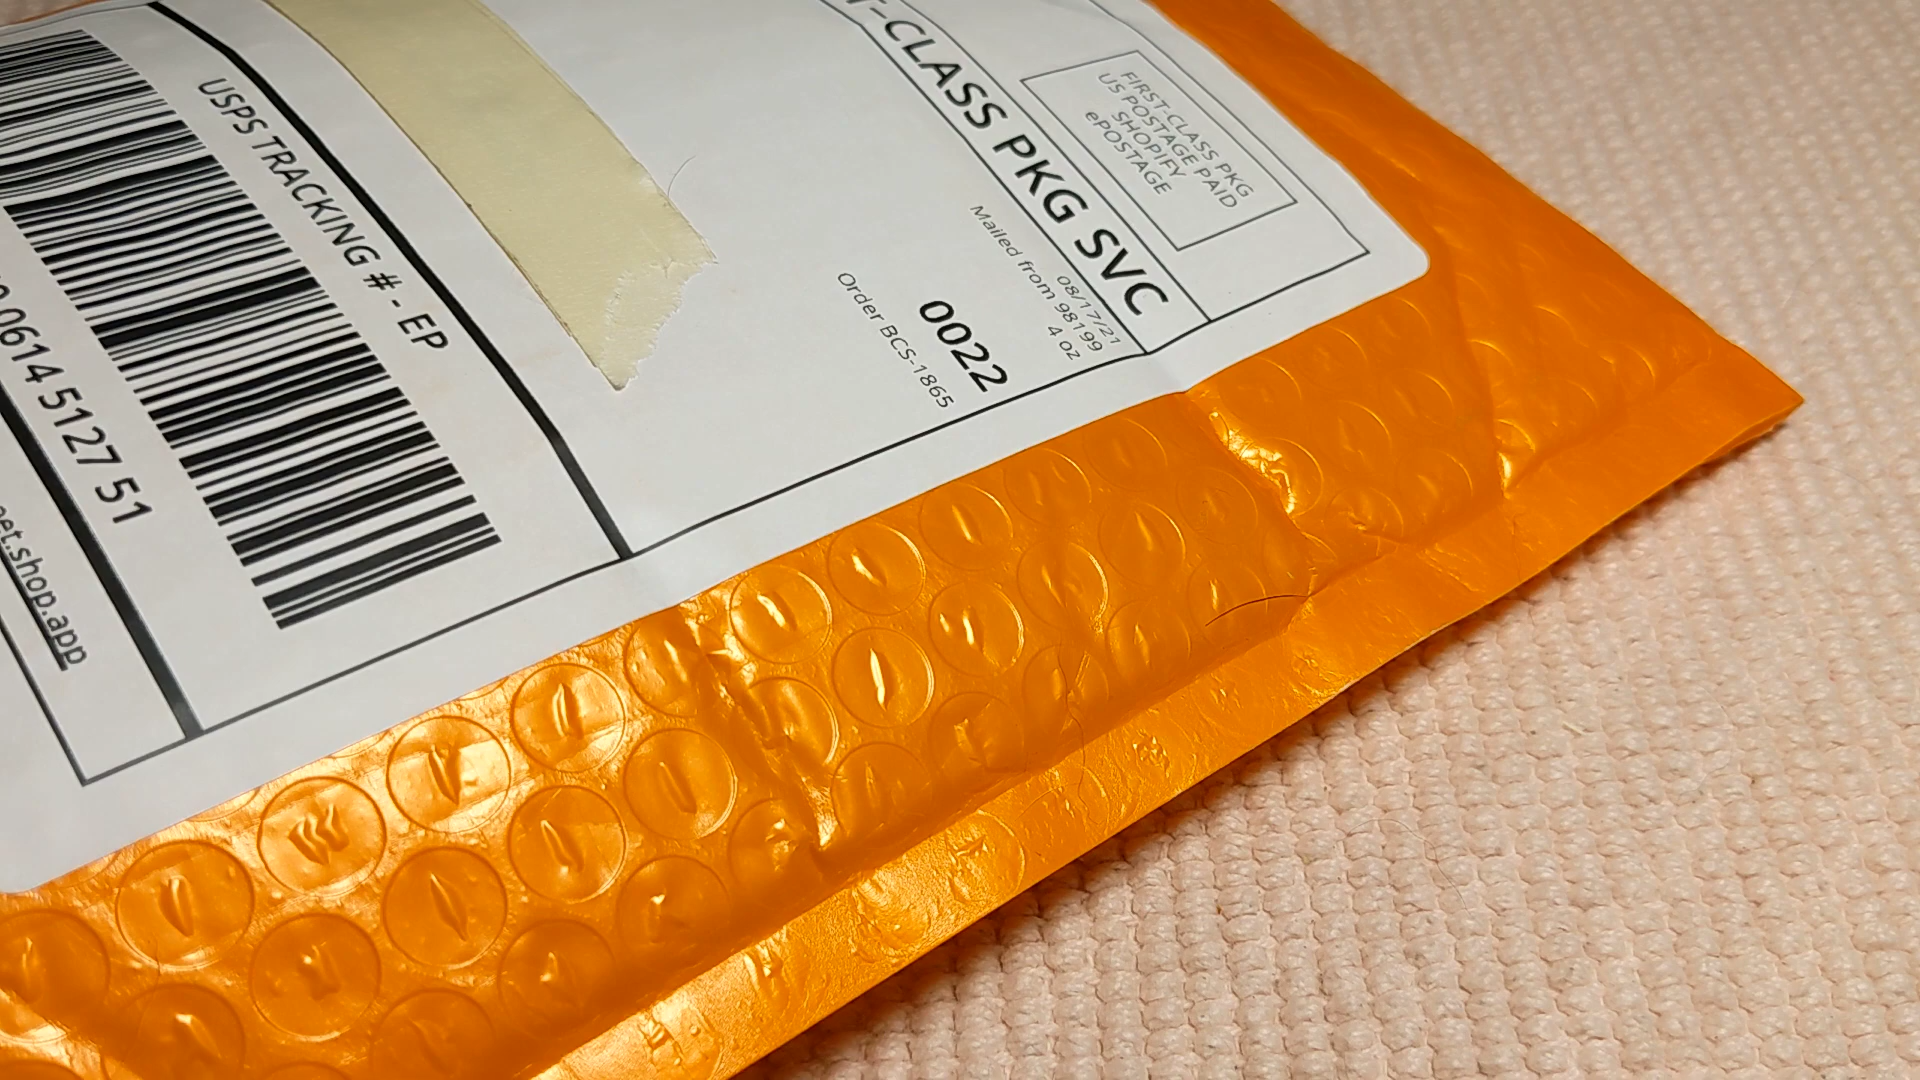 FIRST-CLASS PKG
US POSTAGE PAID
SHOPIFY
ePOSTAGE
-CLASS PKG SVC
08/17/21
Mailed from 98199
4 oz
0022
Order BCS-1865
USPS TRACKING # - EP
0614 5127 51
.shop.app